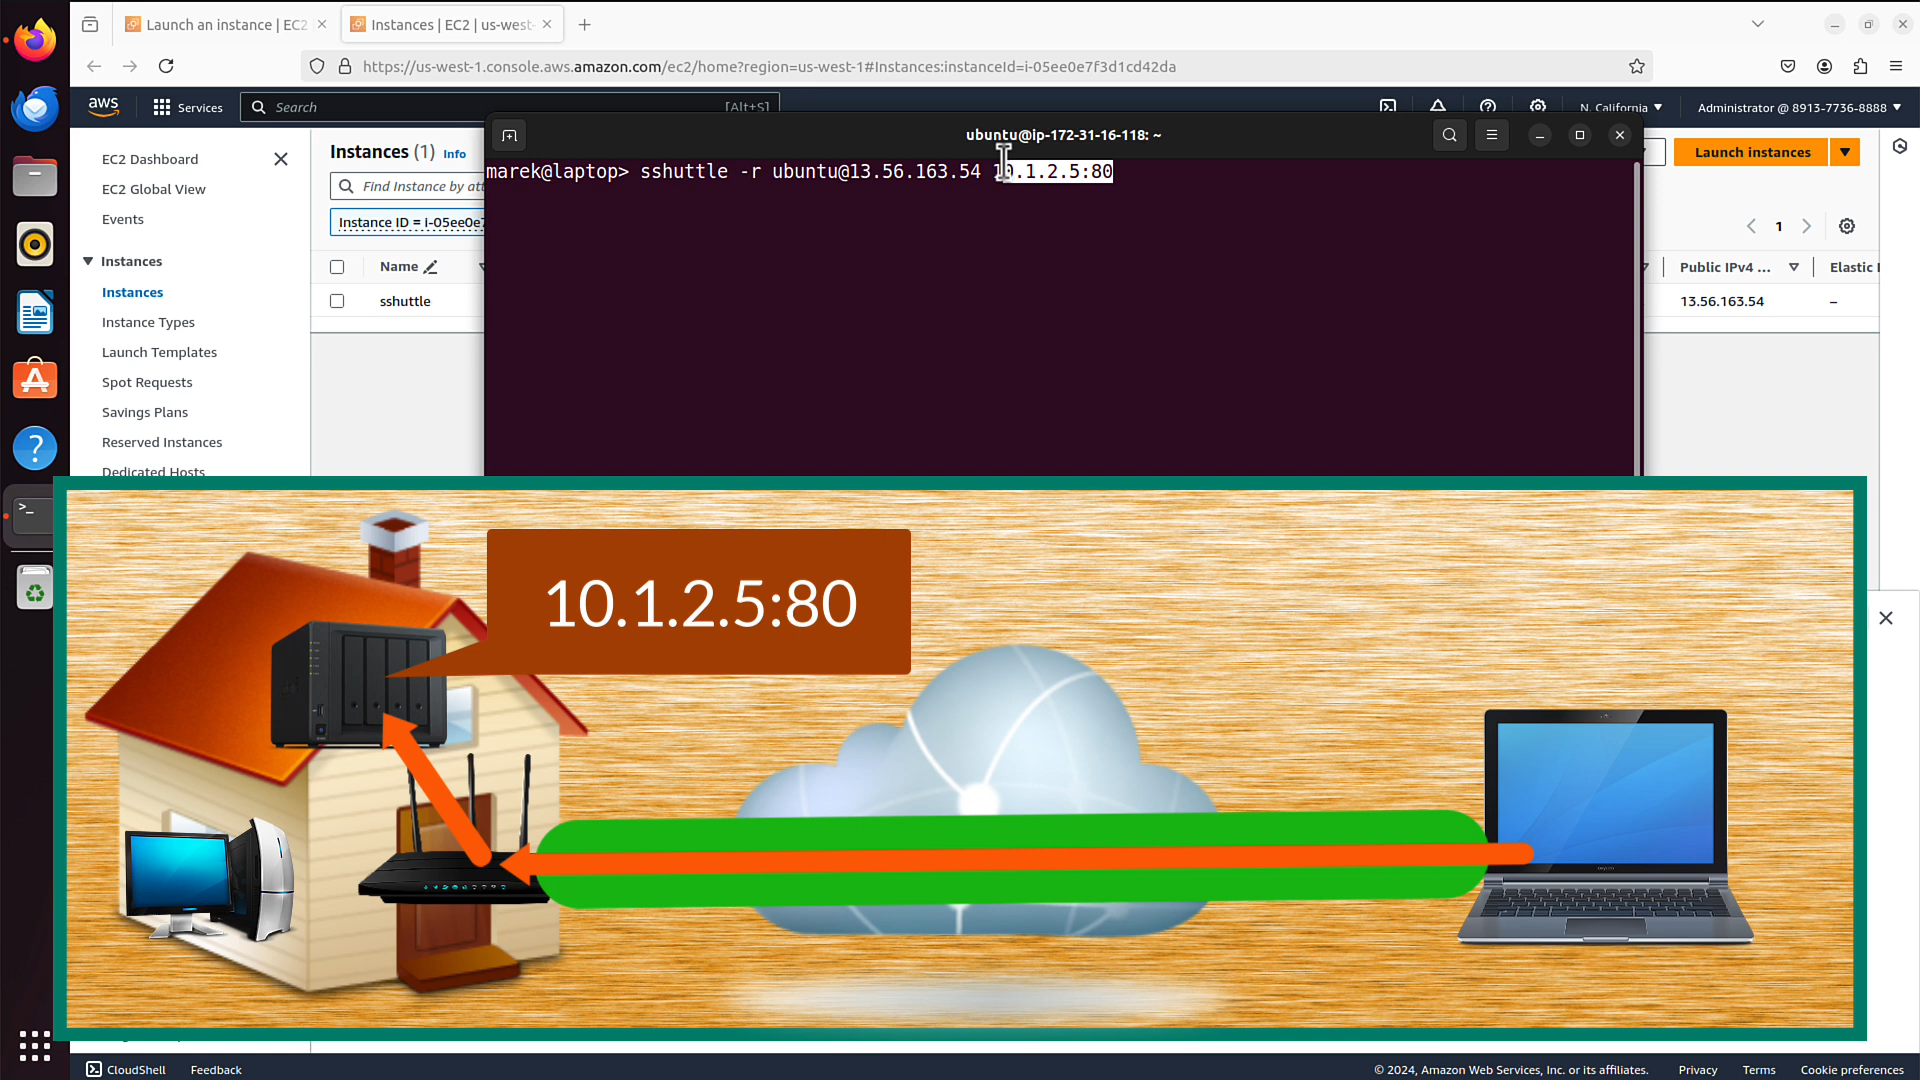 Launch an instance | EC2
Instances | EC2 | us-west-
https://us-west-1.console.aws.amazon.com/ec2/home?region=us-west-1#Instances:instanceId=i-05ee0e7f3d1cd42da
aws
Services
Search
[Alt+S]
N. California
Administrator @ 8913-7736-8888
EC2 Dashboard
EC2 Global View
Events
Instances
Instances
Instance Types
Launch Templates
Spot Requests
Savings Plans
Reserved Instances
Dedicated Hosts
Instances (1) Info
Find Instance by att
Instance ID = i-05ee0e7
Name
sshuttle
Launch instances
1
Public IPv4 ...
Elastic I
13.56.163.54
–
ubuntu@ip-172-31-16-118: ~
marek@laptop> sshuttle -r ubuntu@13.56.163.54 10.1.2.5:80
10.1.2.5:80
CloudShell
Feedback
© 2024, Amazon Web Services, Inc. or its affiliates.
Privacy
Terms
Cookie preferences